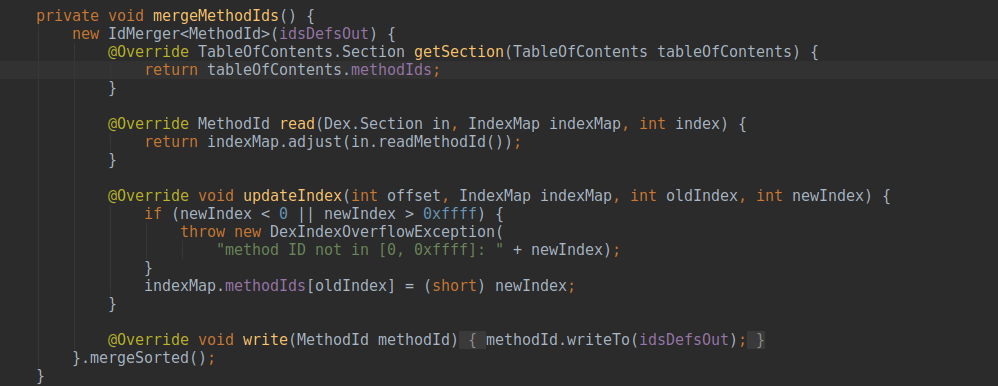 private void mergeMethodIds() {
    new IdMerger<MethodId>(idsDefsOut) {
        @Override TableOfContents.Section getSection(TableOfContents tableOfContents) {
            return tableOfContents.methodIds;
        }

        @Override MethodId read(Dex.Section in, IndexMap indexMap, int index) {
            return indexMap.adjust(in.readMethodId());
        }

        @Override void updateIndex(int offset, IndexMap indexMap, int oldIndex, int newIndex) {
            if (newIndex < 0 || newIndex > 0xffff) {
                throw new DexIndexOverflowException(
                    "method ID not in [0, 0xffff]: " + newIndex);
            }
            indexMap.methodIds[oldIndex] = (short) newIndex;
        }

        @Override void write(MethodId methodId) { methodId.writeTo(idsDefsOut); }
    }.mergeSorted();
}